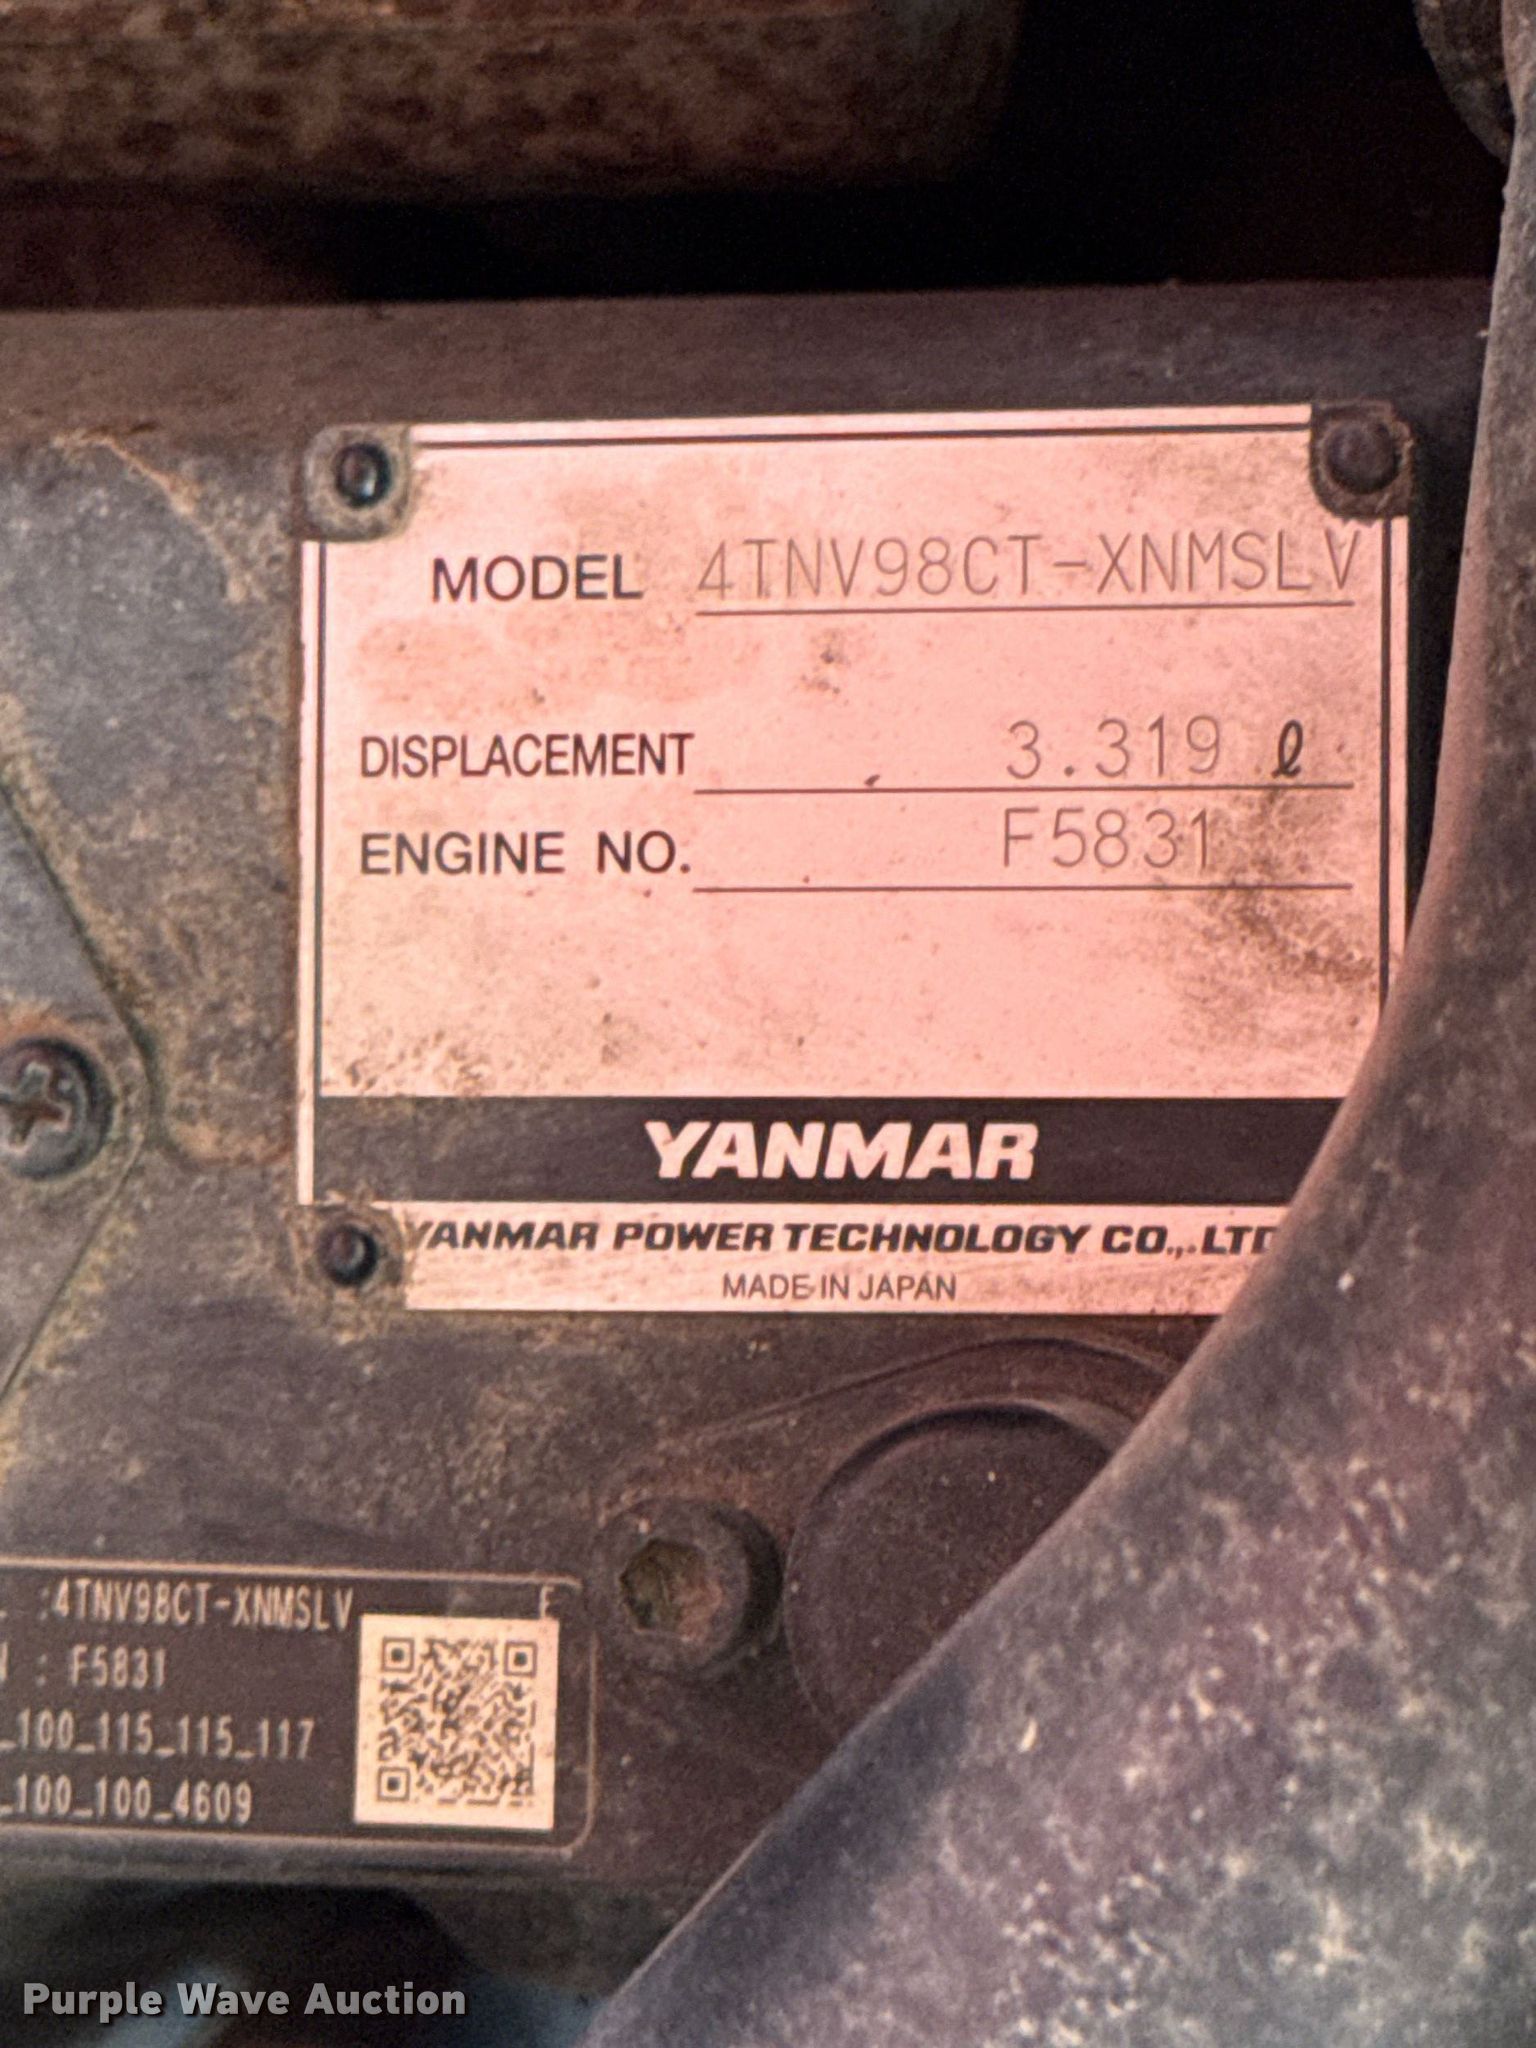 MODEL 4TNV98CT-XNMSLV
DISPLACEMENT 3.319 ℓ
ENGINE NO. F5831
YANMAR
YANMAR POWER TECHNOLOGY CO.,LTD
MADE IN JAPAN
:4TNV98CT-XNMSLV E
: F5831
_100_115_115_117
_100_100_4609
Purple Wave Auction